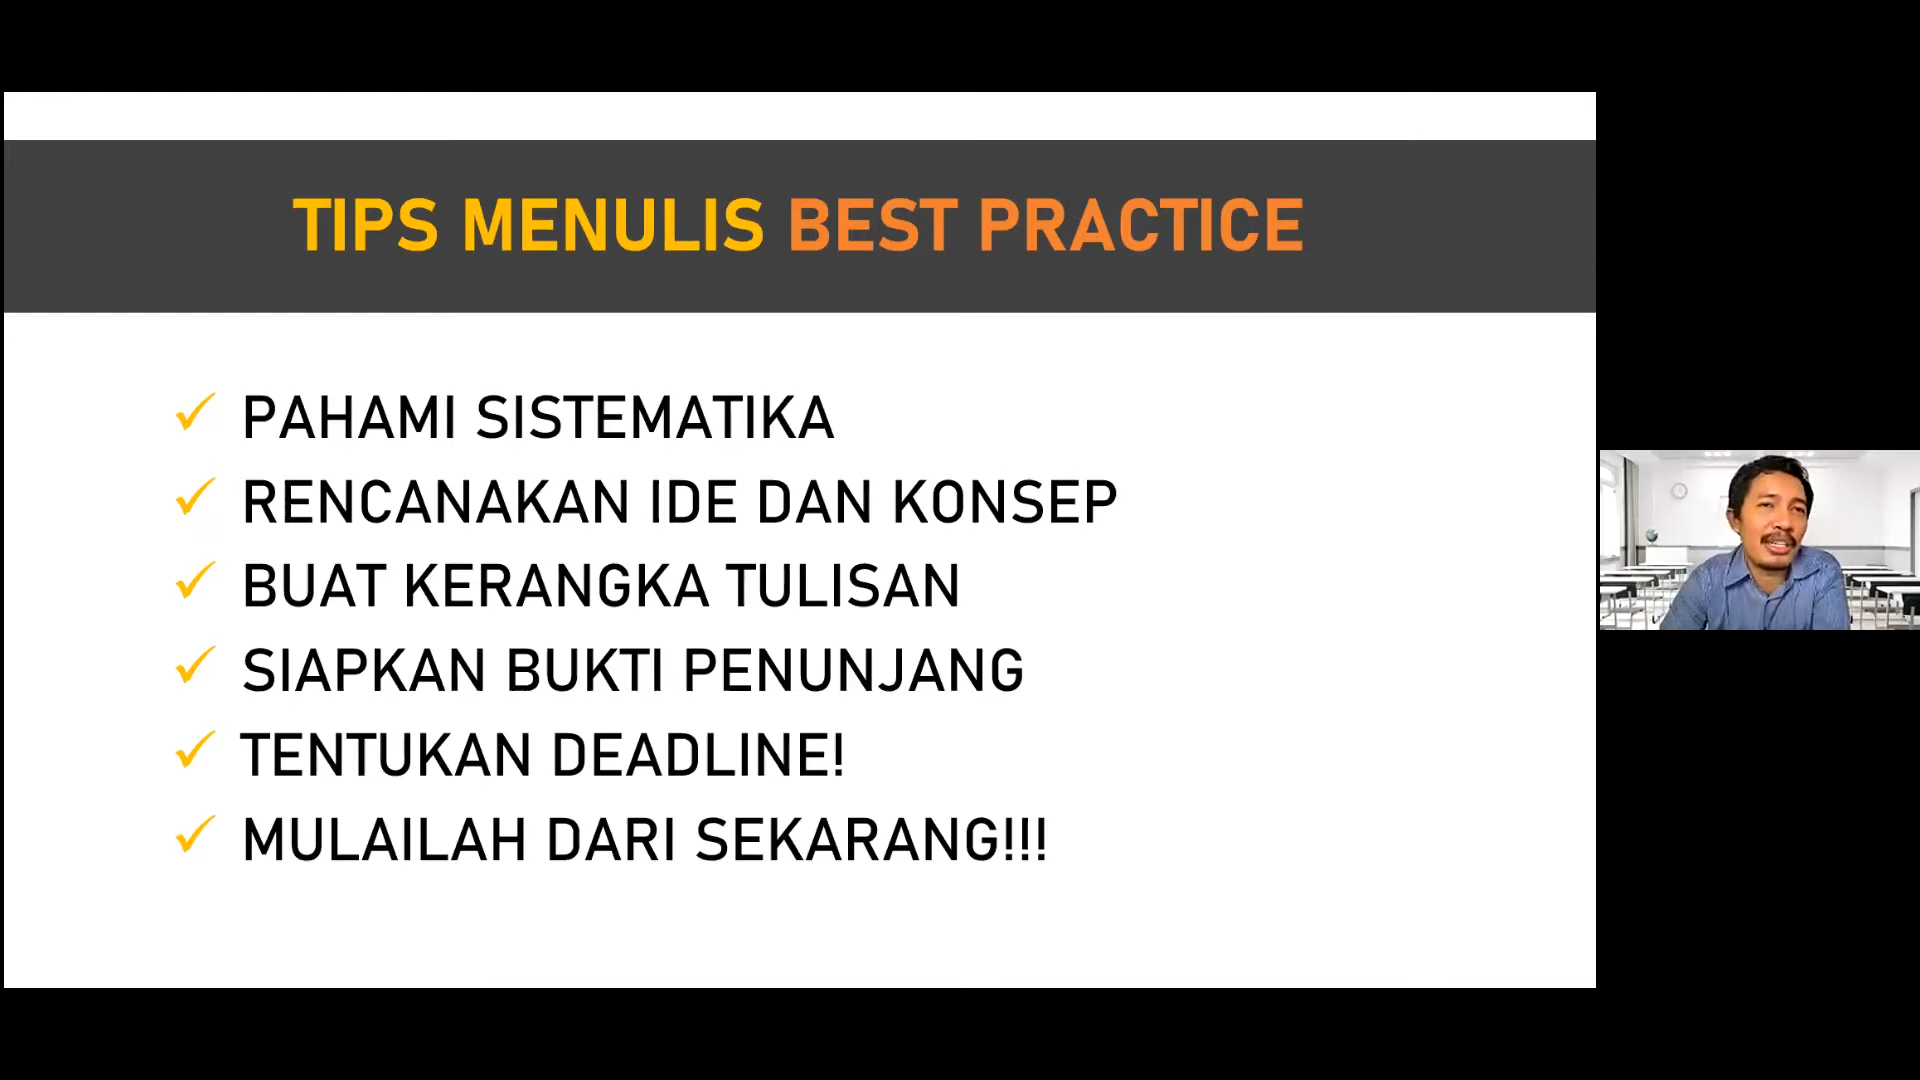 TIPS MENULIS BEST PRACTICE
PAHAMI SISTEMATIKA
RENCANAKAN IDE DAN KONSEP
BUAT KERANGKA TULISAN
SIAPKAN BUKTI PENUNJANG
TENTUKAN DEADLINE!
MULAILAH DARI SEKARANG!!!